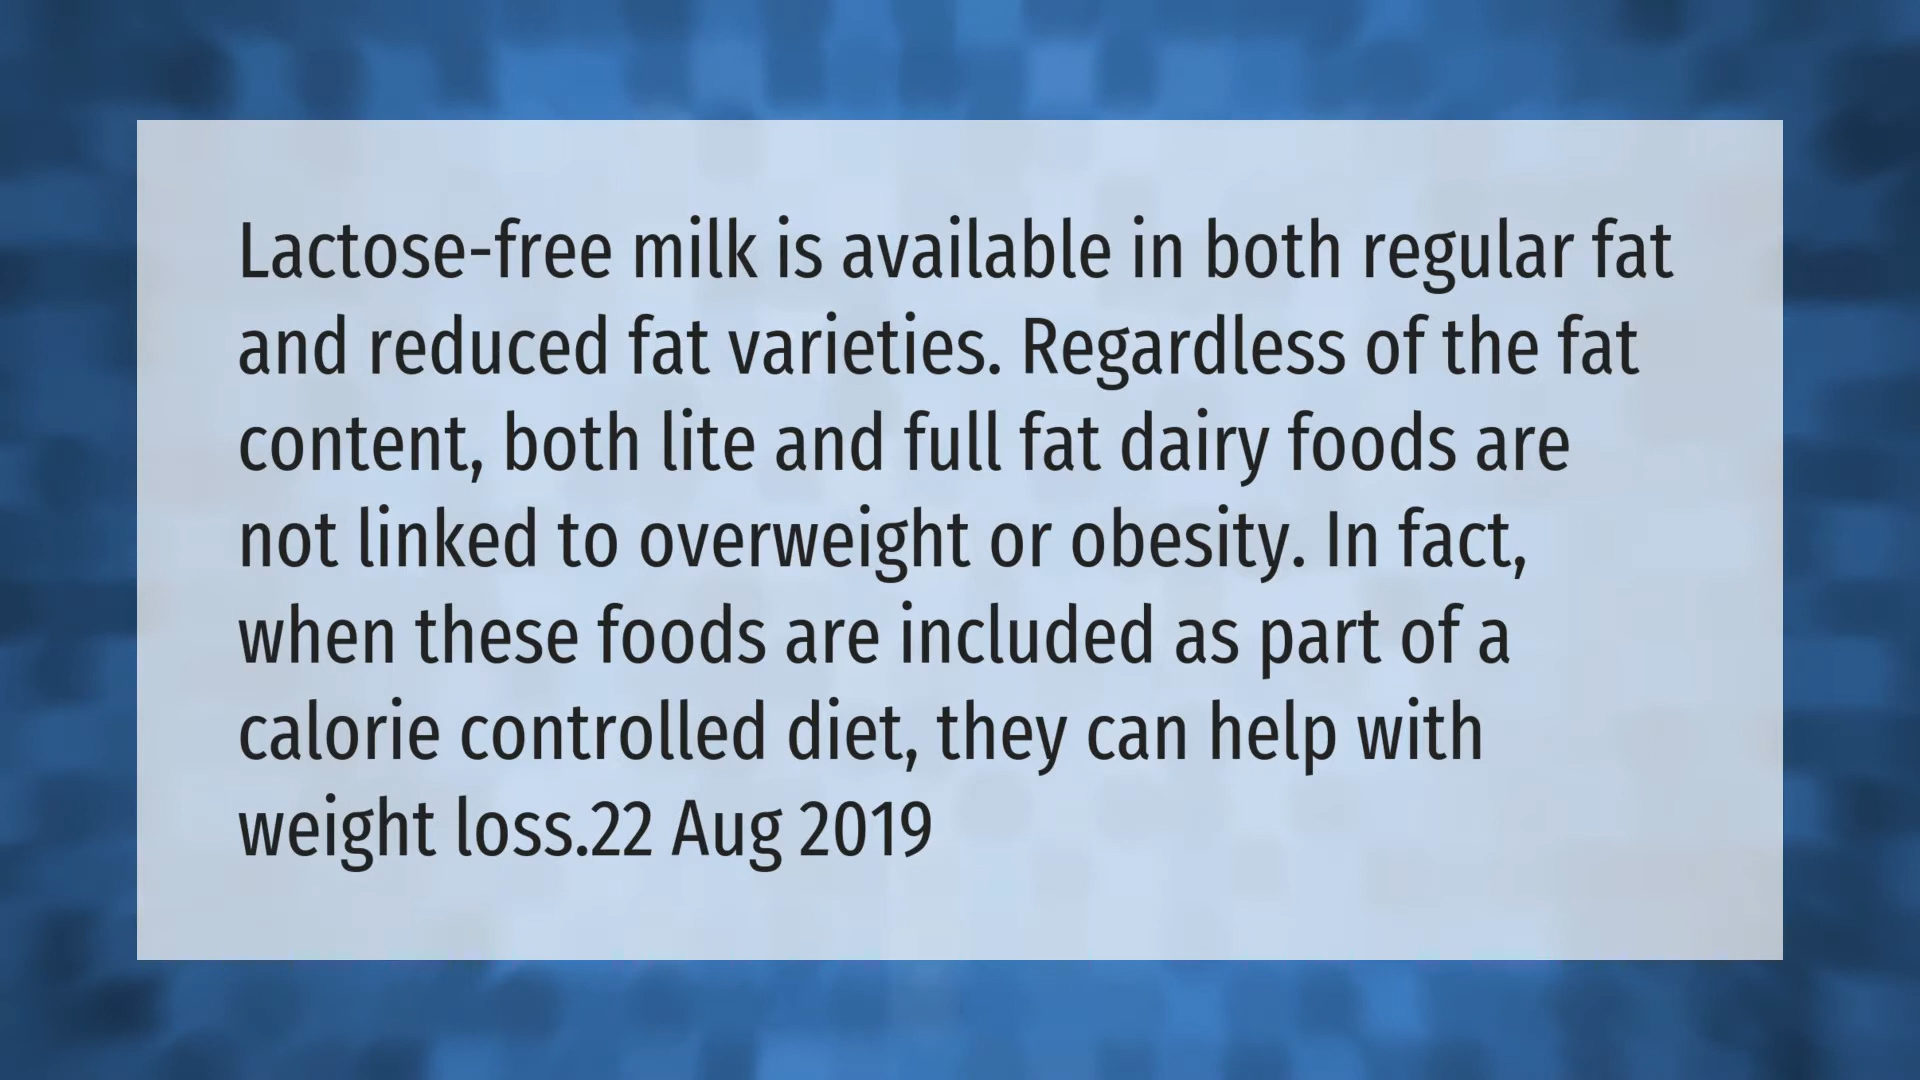 Lactose-free milk is available in both regular fat
and reduced fat varieties. Regardless of the fat
content, both lite and full fat dairy foods are
not linked to overweight or obesity. In fact,
when these foods are included as part of a
calorie controlled diet, they can help with
weight loss.22 Aug 2019